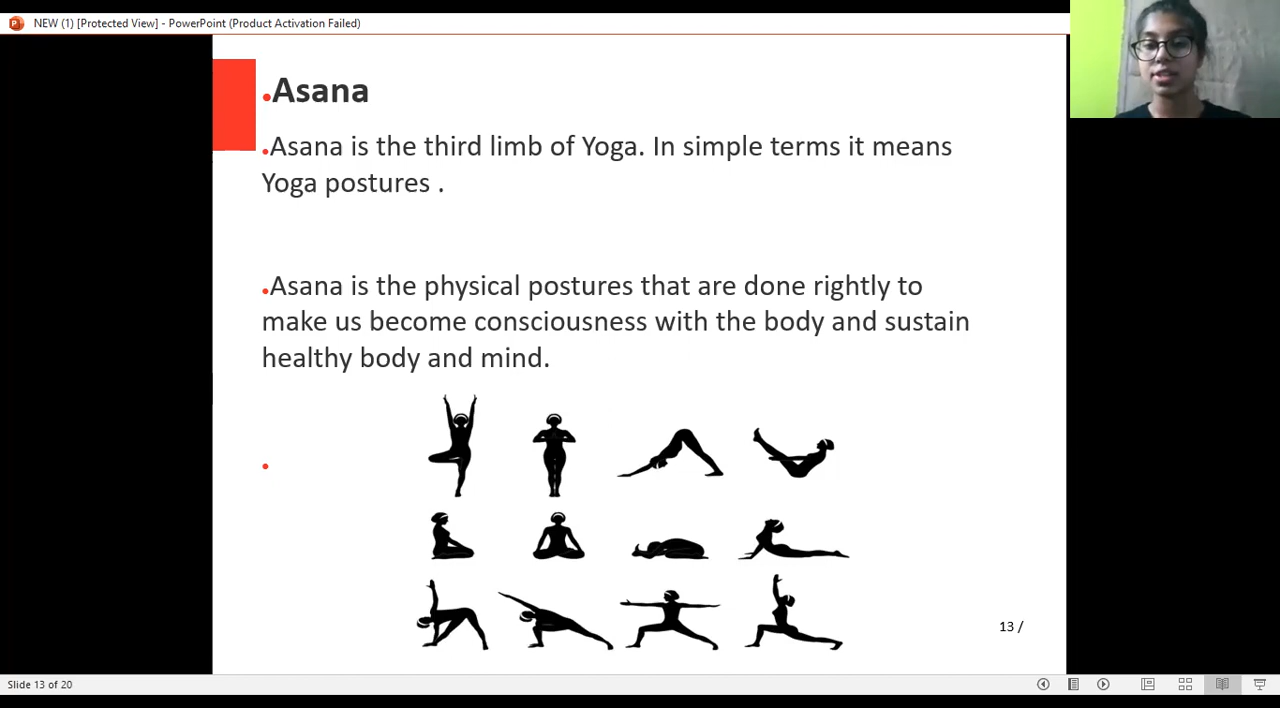 NEW (1) [Protected View] - PowerPoint (Product Activation Failed)
•Asana
•Asana is the third limb of Yoga. In simple terms it means
Yoga postures .
•Asana is the physical postures that are done rightly to
make us become consciousness with the body and sustain
healthy body and mind.
•
13 /
Slide 13 of 20